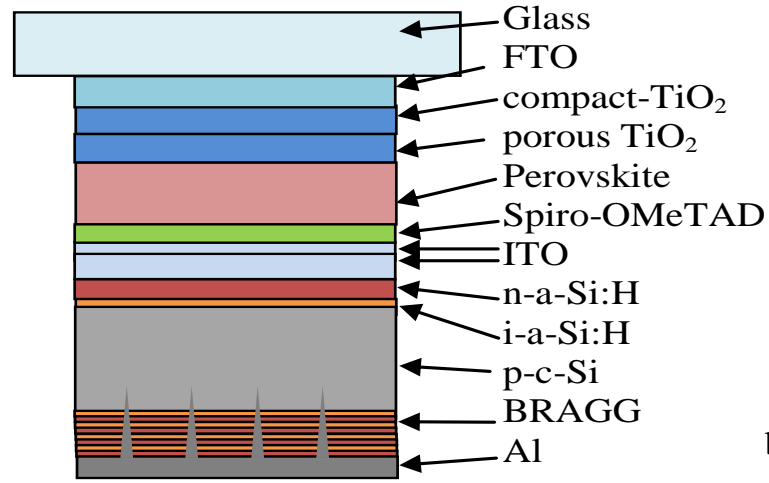 Glass
FTO
compact-TiO₂
porous TiO₂
Perovskite
Spiro-OMeTAD
ITO
n-a-Si:H
i-a-Si:H
p-c-Si
BRAGG
b
Al